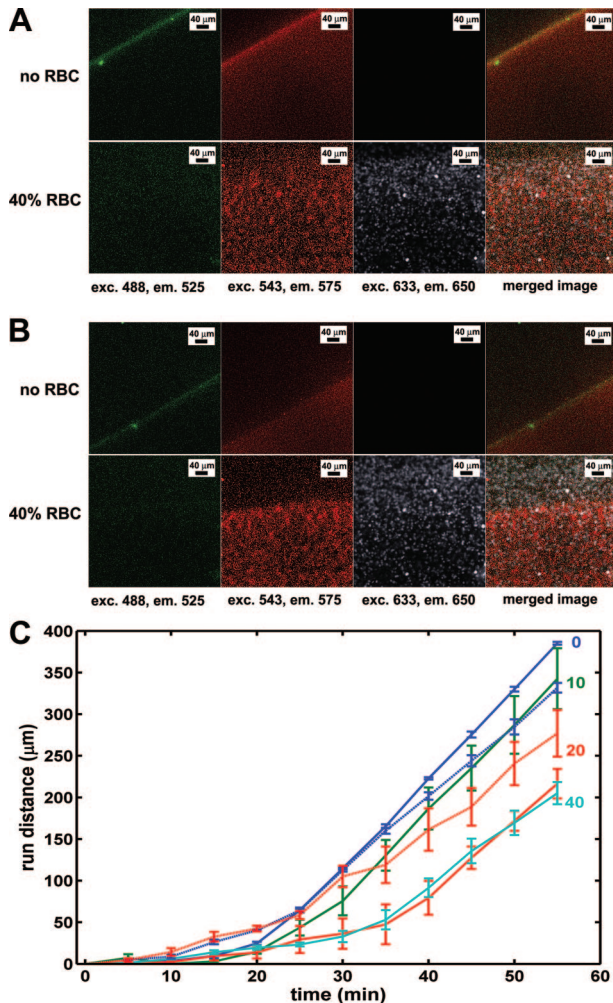 A
40 µm 40 µm 40 µm 40 µm
no RBC
40 µm 40 µm 40 µm 40 µm
40% RBC
exc. 488, em. 525 exc. 543, em. 575 exc. 633, em. 650 merged image
B
40 µm 40 µm 40 µm 40 µm
no RBC
40 µm 40 µm 40 µm 40 µm
40% RBC
exc. 488, em. 525 exc. 543, em. 575 exc. 633, em. 650 merged image
C
400
350
300
250
200
150
100
50
0
run distance (µm)
0
10
20
40
0 10 20 30 40 50 60
time (min)